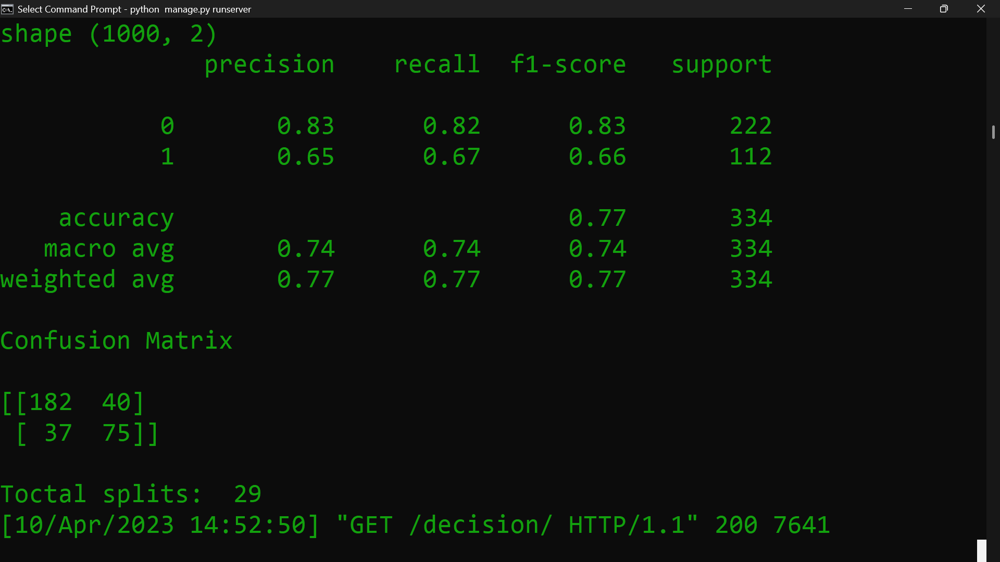 Select Command Prompt - python  manage.py runserver
shape (1000, 2)
              precision    recall  f1-score   support

           0       0.83      0.82      0.83       222
           1       0.65      0.67      0.66       112

    accuracy                           0.77       334
   macro avg       0.74      0.74      0.74       334
weighted avg       0.77      0.77      0.77       334

Confusion Matrix

[[182  40]
 [ 37  75]]

Toctal splits:  29
[10/Apr/2023 14:52:50] "GET /decision/ HTTP/1.1" 200 7641